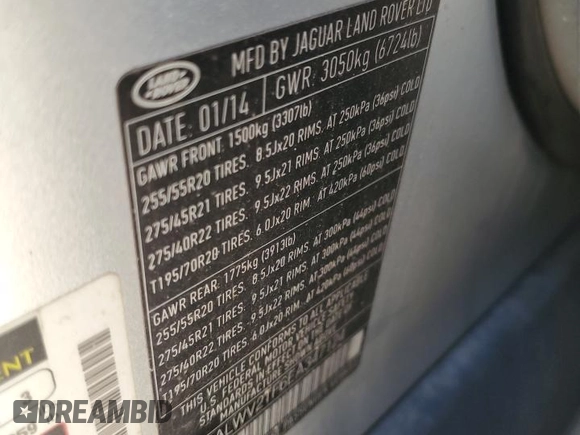 LAND ROVER
MFD BY JAGUAR LAND ROVER LTD
DATE: 01/14 GWR: 3050kg (6724lb)
GAWR FRONT: 1500kg (3307lb)
255/55R20 TIRES. 8.5Jx20 RIMS. AT 250kPa (36psi) COLD
275/45R21 TIRES. 9.5Jx21 RIMS. AT 250kPa (36psi) COLD
275/40R22 TIRES. 9.5Jx22 RIMS. AT 250kPa (36psi) COLD
T195/70R20 TIRES. 6.0Jx20 RIM. AT 420kPa (60psi) COLD
GAWR REAR: 1775kg (3913lb)
255/55R20 TIRES. 8.5Jx20 RIMS. AT 300kPa (44psi) COLD
275/45R21 TIRES. 9.5Jx21 RIMS. AT 300kPa (44psi) COLD
275/40R22 TIRES. 9.5Jx22 RIMS. AT 300kPa (44psi) COLD
T195/70R20 TIRES. 6.0Jx20 RIM. AT 420kPa (60psi) COLD
THIS VEHICLE CONFORMS TO ALL APPLICABLE
59
DREAMBID